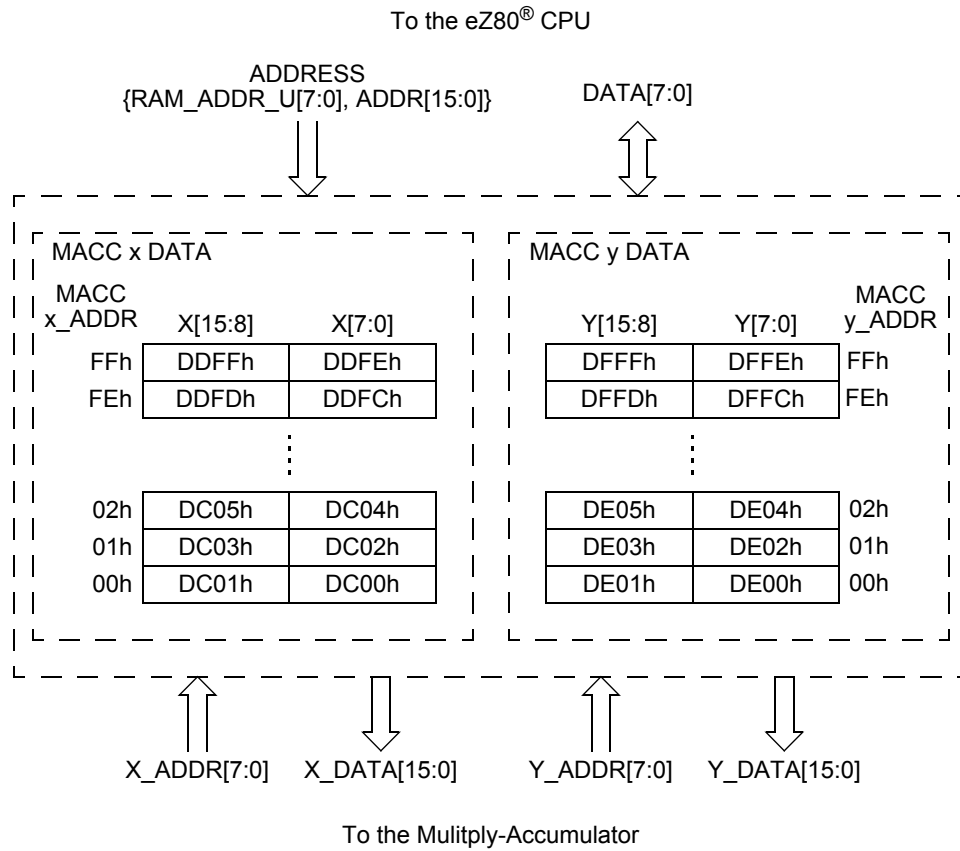 To the eZ80® CPU
ADDRESS
{RAM_ADDR_U[7:0], ADDR[15:0]}
DATA[7:0]
MACC x DATA
MACC y DATA
MACC
x_ADDR
X[15:8]
X[7:0]
Y[15:8]
Y[7:0]
MACC
y_ADDR
FFh DDFFh DDFEh DFFFh DFFEh FFh
FEh DDFDh DDFCh DFFDh DFFCh FEh
02h DC05h DC04h DE05h DE04h 02h
01h DC03h DC02h DE03h DE02h 01h
00h DC01h DC00h DE01h DE00h 00h
X_ADDR[7:0] X_DATA[15:0] Y_ADDR[7:0] Y_DATA[15:0]
To the Mulitply-Accumulator